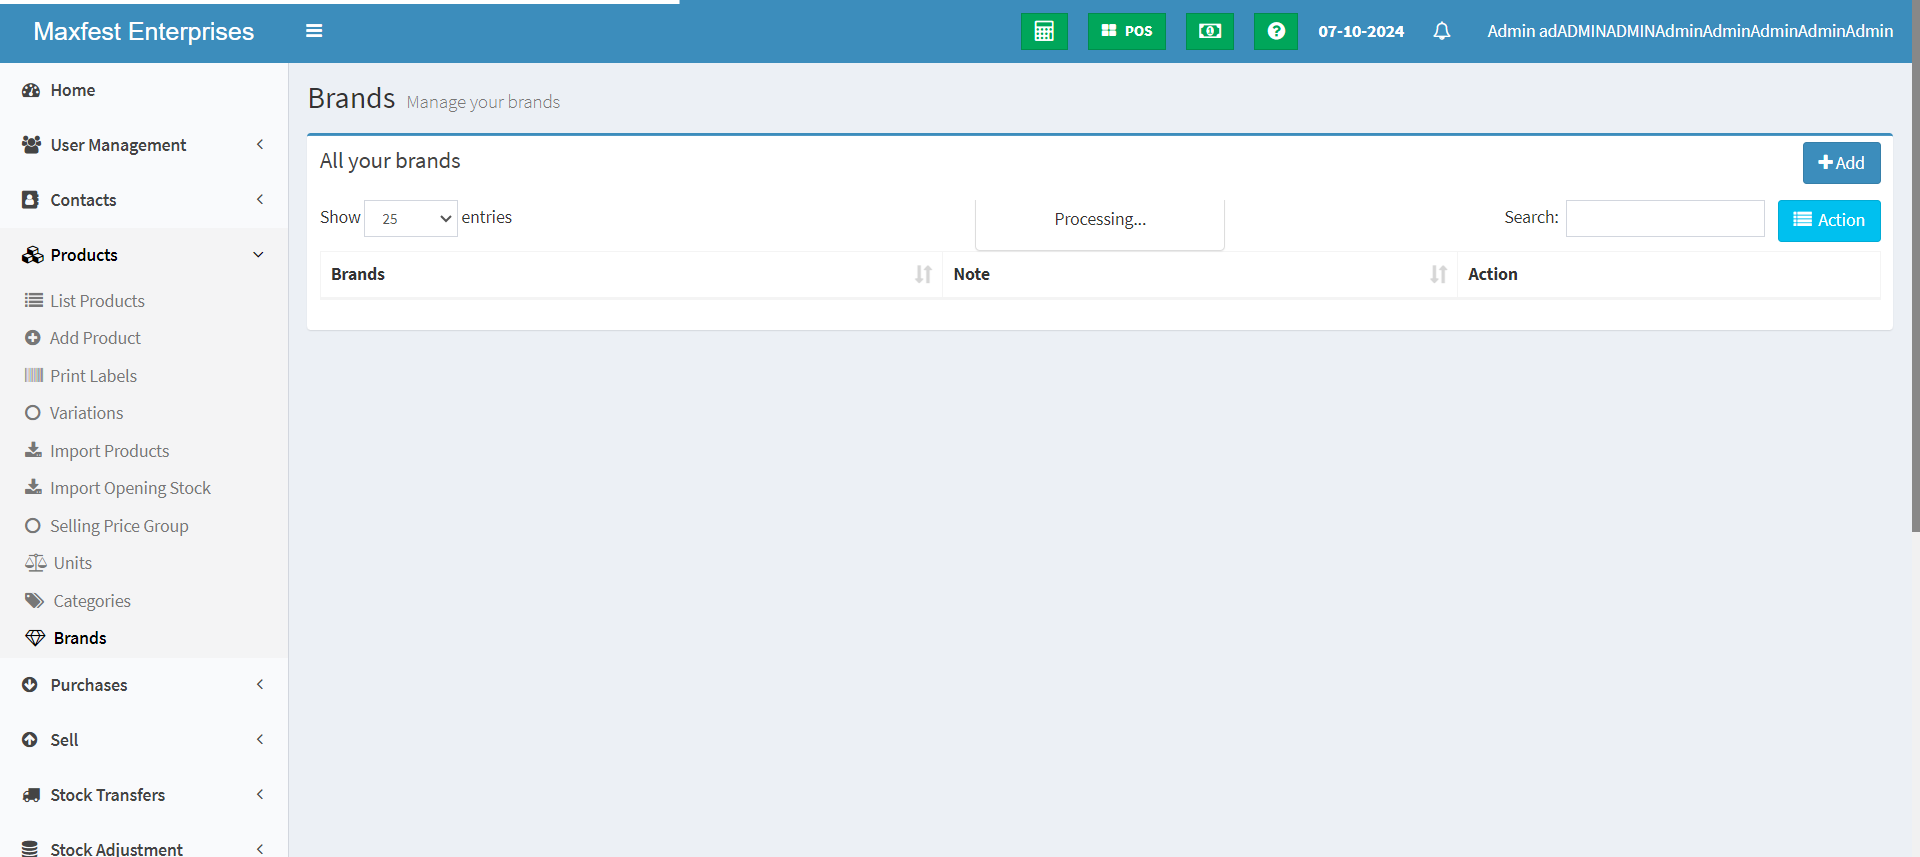 Maxfest Enterprises
POS
07-10-2024
Admin adADMINADMINAdminAdminAdminAdminAdmin
Home
User Management
Contacts
Products
List Products
Add Product
Print Labels
Variations
Import Products
Import Opening Stock
Selling Price Group
Units
Categories
Brands
Purchases
Sell
Stock Transfers
Stock Adjustment
Brands Manage your brands
All your brands
Add
Show 25 entries
Processing...
Search:
Action
Brands Note Action